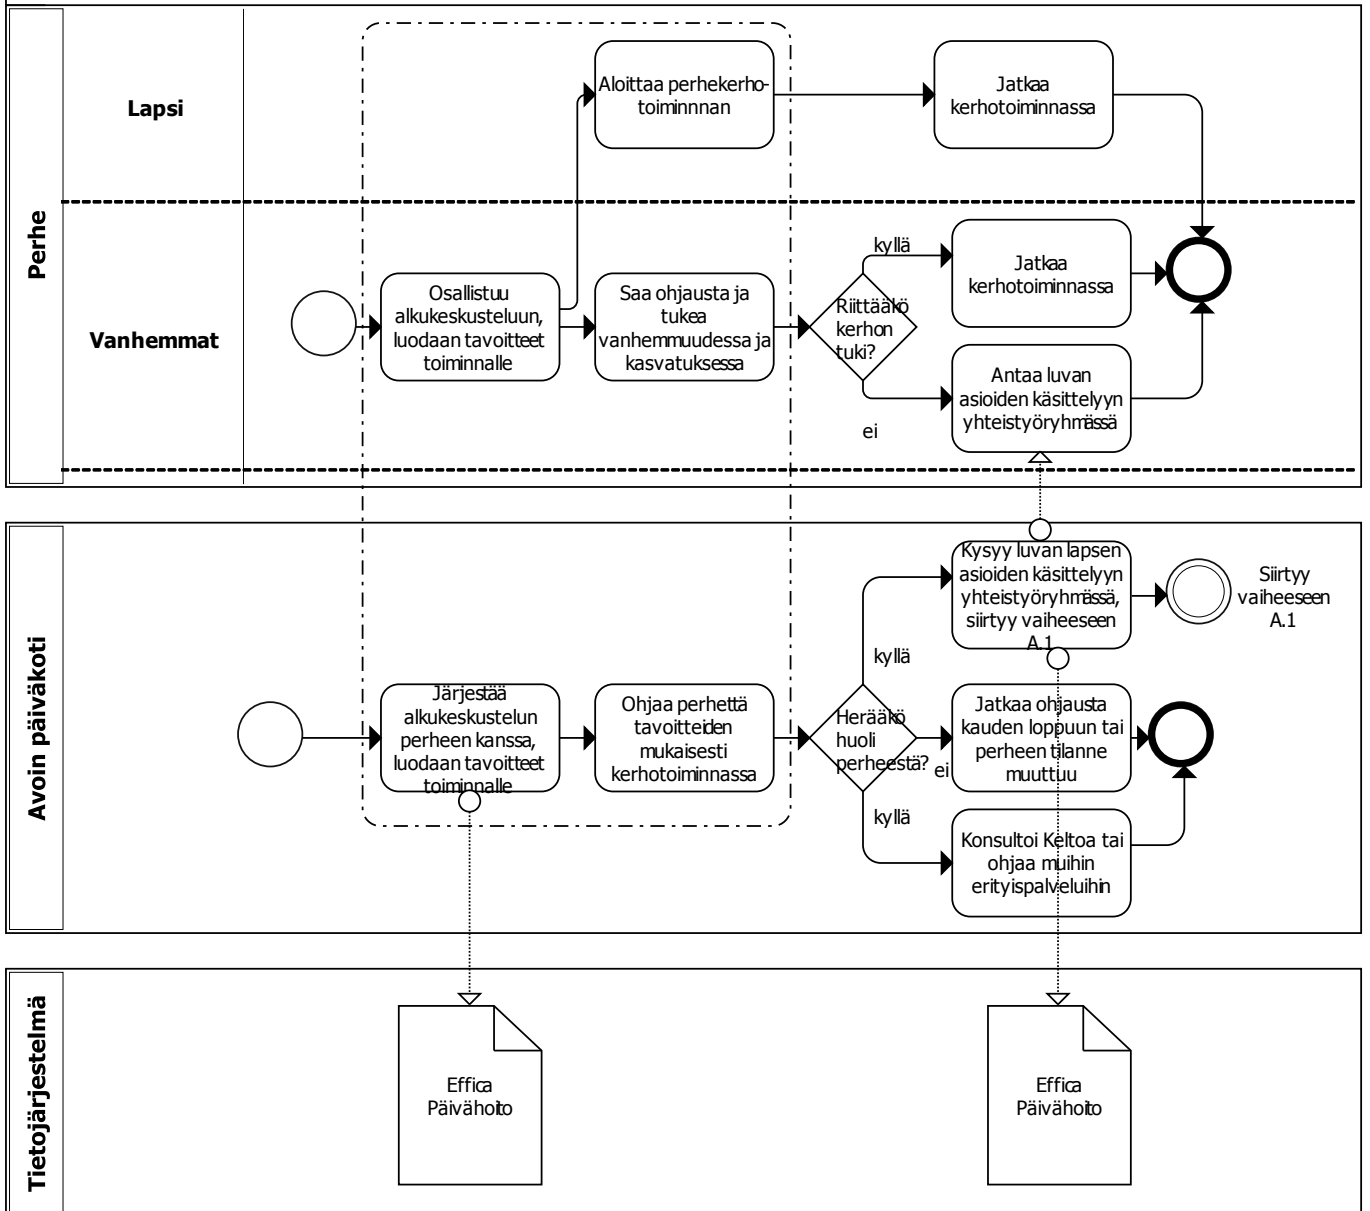 Perhe
Lapsi
Aloittaa perhekerho-
toiminnnan
Jatkaa
kerhotoiminnassa
Vanhemmat
Osallistuu
alkukeskusteluun,
luodaan tavoitteet
toiminnalle
Saa ohjausta ja
tukea
vanhemmuudessa ja
kasvatuksessa
Riittääkö
kerhon
tuki?
kyllä
Jatkaa
kerhotoiminnassa
ei
Antaa luvan
asioiden käsittelyyn
yhteistyöryhmässä
Avoin päiväkoti
Järjestää
alkukeskustelun
perheen kanssa,
luodaan tavoitteet
toiminnalle
Ohjaa perhettä
tavoitteiden
mukaisesti
kerhotoiminnassa
Herääkö
huoli
perheestä?
kyllä
Kysyy luvan lapsen
asioiden käsittelyyn
yhteistyöryhmässä,
siirtyy vaiheeseen
A.1
Siirtyy
vaiheeseen
A.1
ei
Jatkaa ohjausta
kauden loppuun tai
perheen tilanne
muuttuu
kyllä
Konsultoi Keltoa tai
ohjaa muihin
erityispalveluihin
Tietojärjestelmä
Effica
Päivähoito
Effica
Päivähoito